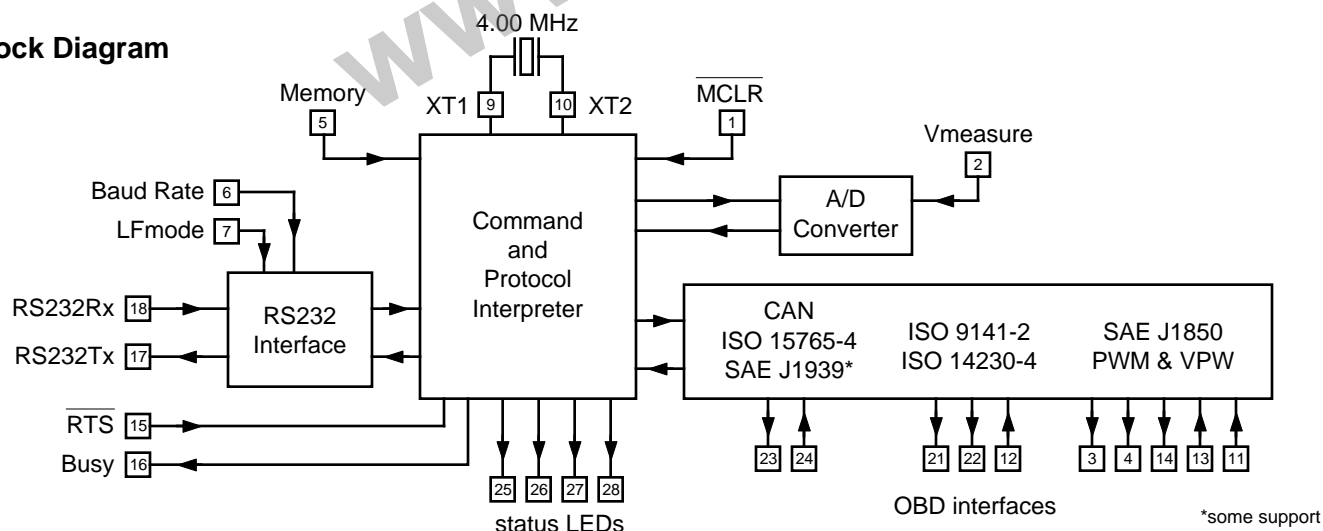 4.00 MHz
ock Diagram
www
Memory
5
XT1
9
10
XT2
MCLR
1
Vmeasure
2
Baud Rate
6
LFmode
7
Command
and
Protocol
Interpreter
A/D
Converter
RS232Rx
18
RS232Tx
17
RS232
Interface
CAN
ISO 15765-4
SAE J1939*
ISO 9141-2
ISO 14230-4
SAE J1850
PWM & VPW
RTS
15
Busy
16
25
26
27
28
status LEDs
23
24
21
22
12
3
4
14
13
11
OBD interfaces
*some support